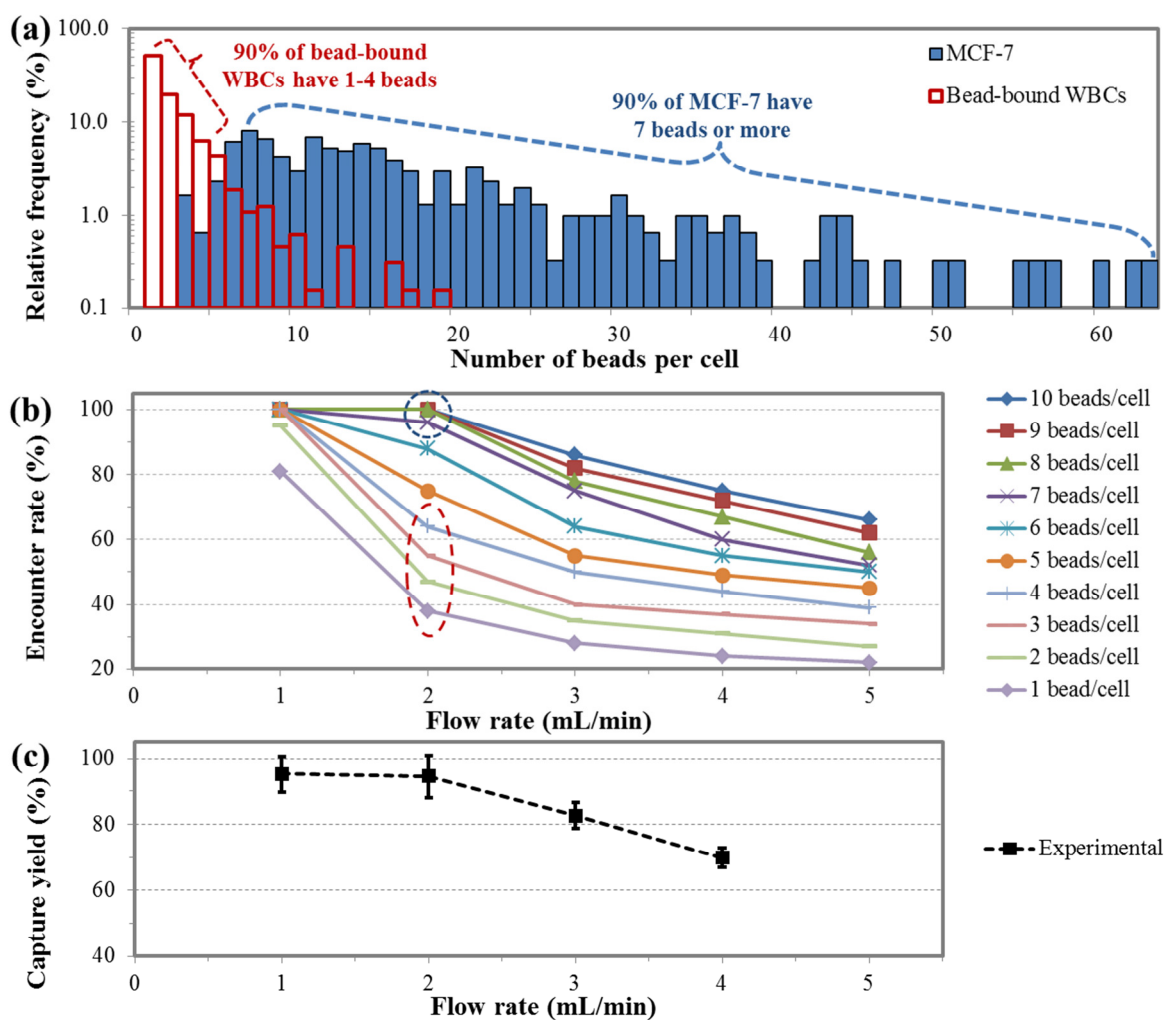 (a)
100.0
10.0
1.0
0.1
Relative frequency (%)
90% of bead-bound
WBCs have 1-4 beads
90% of MCF-7 have
7 beads or more
MCF-7
Bead-bound WBCs
0 10 20 30 40 50 60
Number of beads per cell
(b)
100
80
60
40
20
Encounter rate (%)
0 1 2 3 4 5
Flow rate (mL/min)
10 beads/cell
9 beads/cell
8 beads/cell
7 beads/cell
6 beads/cell
5 beads/cell
4 beads/cell
3 beads/cell
2 beads/cell
1 bead/cell
(c)
100
80
60
40
Capture yield (%)
0 1 2 3 4 5
Flow rate (mL/min)
Experimental